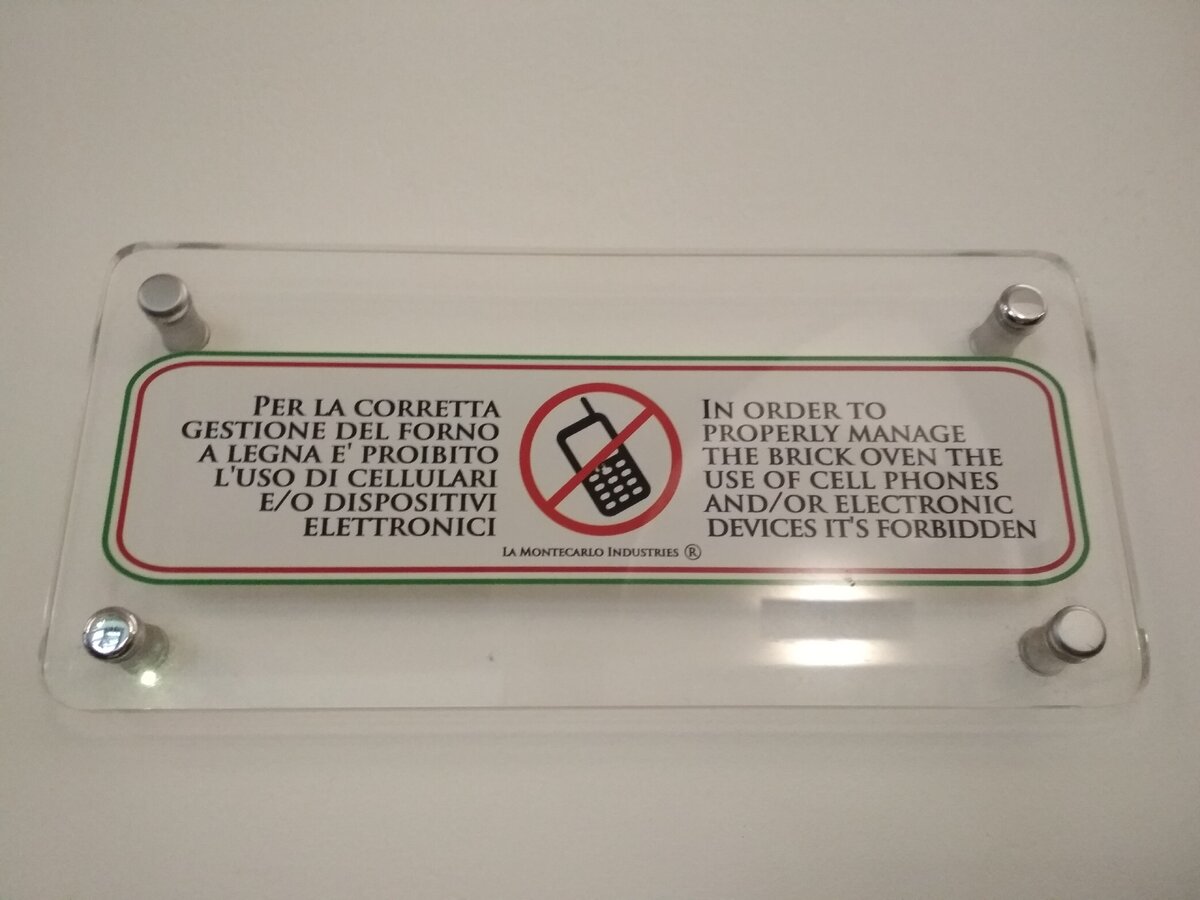 PER LA CORRETTA
GESTIONE DEL FORNO
A LEGNA E' PROIBITO
L'USO DI CELLULARI
E/O DISPOSITIVI
ELETTRONICI
IN ORDER TO
PROPERLY MANAGE
THE BRICK OVEN THE
USE OF CELL PHONES
AND/OR ELECTRONIC
DEVICES IT'S FORBIDDEN
LA MONTECARLO INDUSTRIES ®